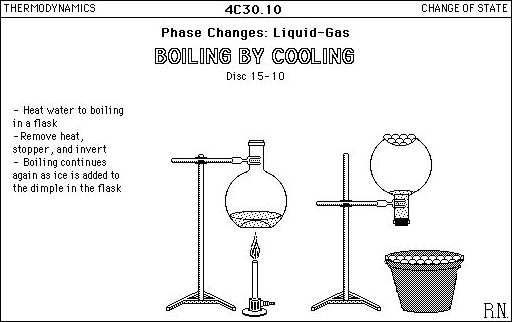 THERMODYNAMICS 4C30.10 CHANGE OF STATE
Phase Changes: Liquid-Gas
BOILING BY COOLING
Disc 15-10
- Heat water to boiling
in a flask
-Remove heat,
stopper, and invert
- Boiling continues
again as ice is added to
the dimple in the flask
R.N.